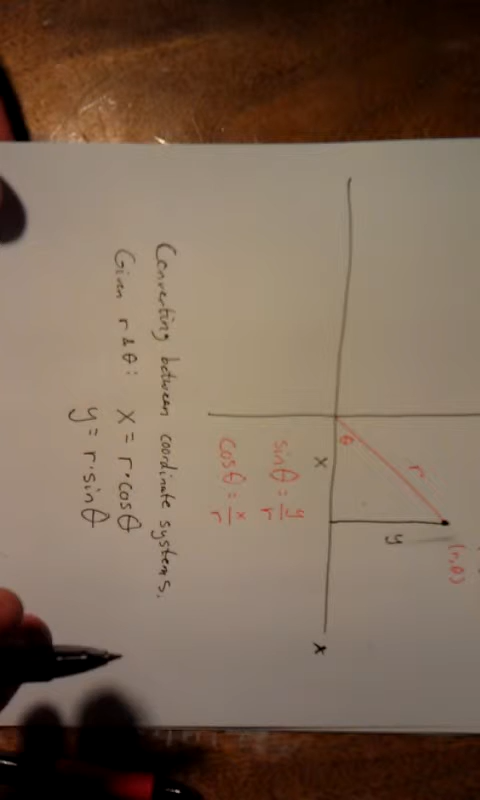 (r,θ)
r
y
θ
x
x
sinθ = y/r
cosθ = x/r
Converting between coordinate systems.
Given r & θ: x = r·cosθ
y = r·sinθ